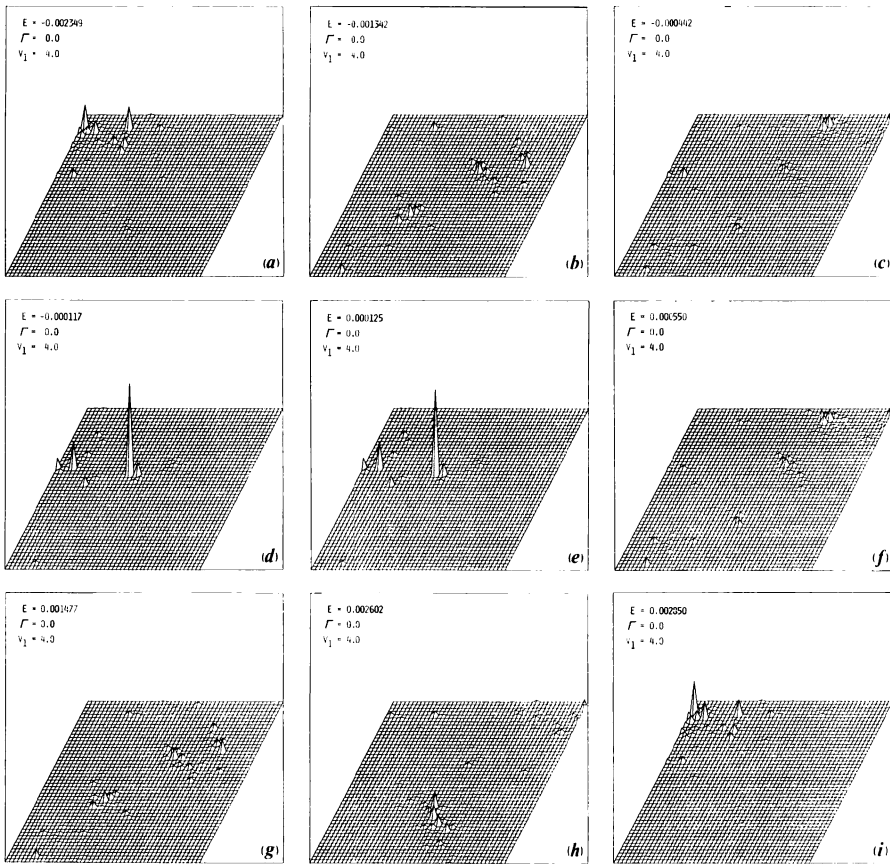 E = -0.002349
Γ = 0.0
V1 = 4.0
(a)
E = -0.001342
Γ = 0.0
V1 = 4.0
(b)
E = -0.000442
Γ = 0.0
V1 = 4.0
(c)
E = -0.000117
Γ = 0.0
V1 = 4.0
(d)
E = 0.000125
Γ = 0.0
V1 = 4.0
(e)
E = 0.000550
Γ = 0.0
V1 = 4.0
(f)
E = 0.001477
Γ = 0.0
V1 = 4.0
(g)
E = 0.002602
Γ = 0.0
V1 = 4.0
(h)
E = 0.002850
Γ = 0.0
V1 = 4.0
(i)